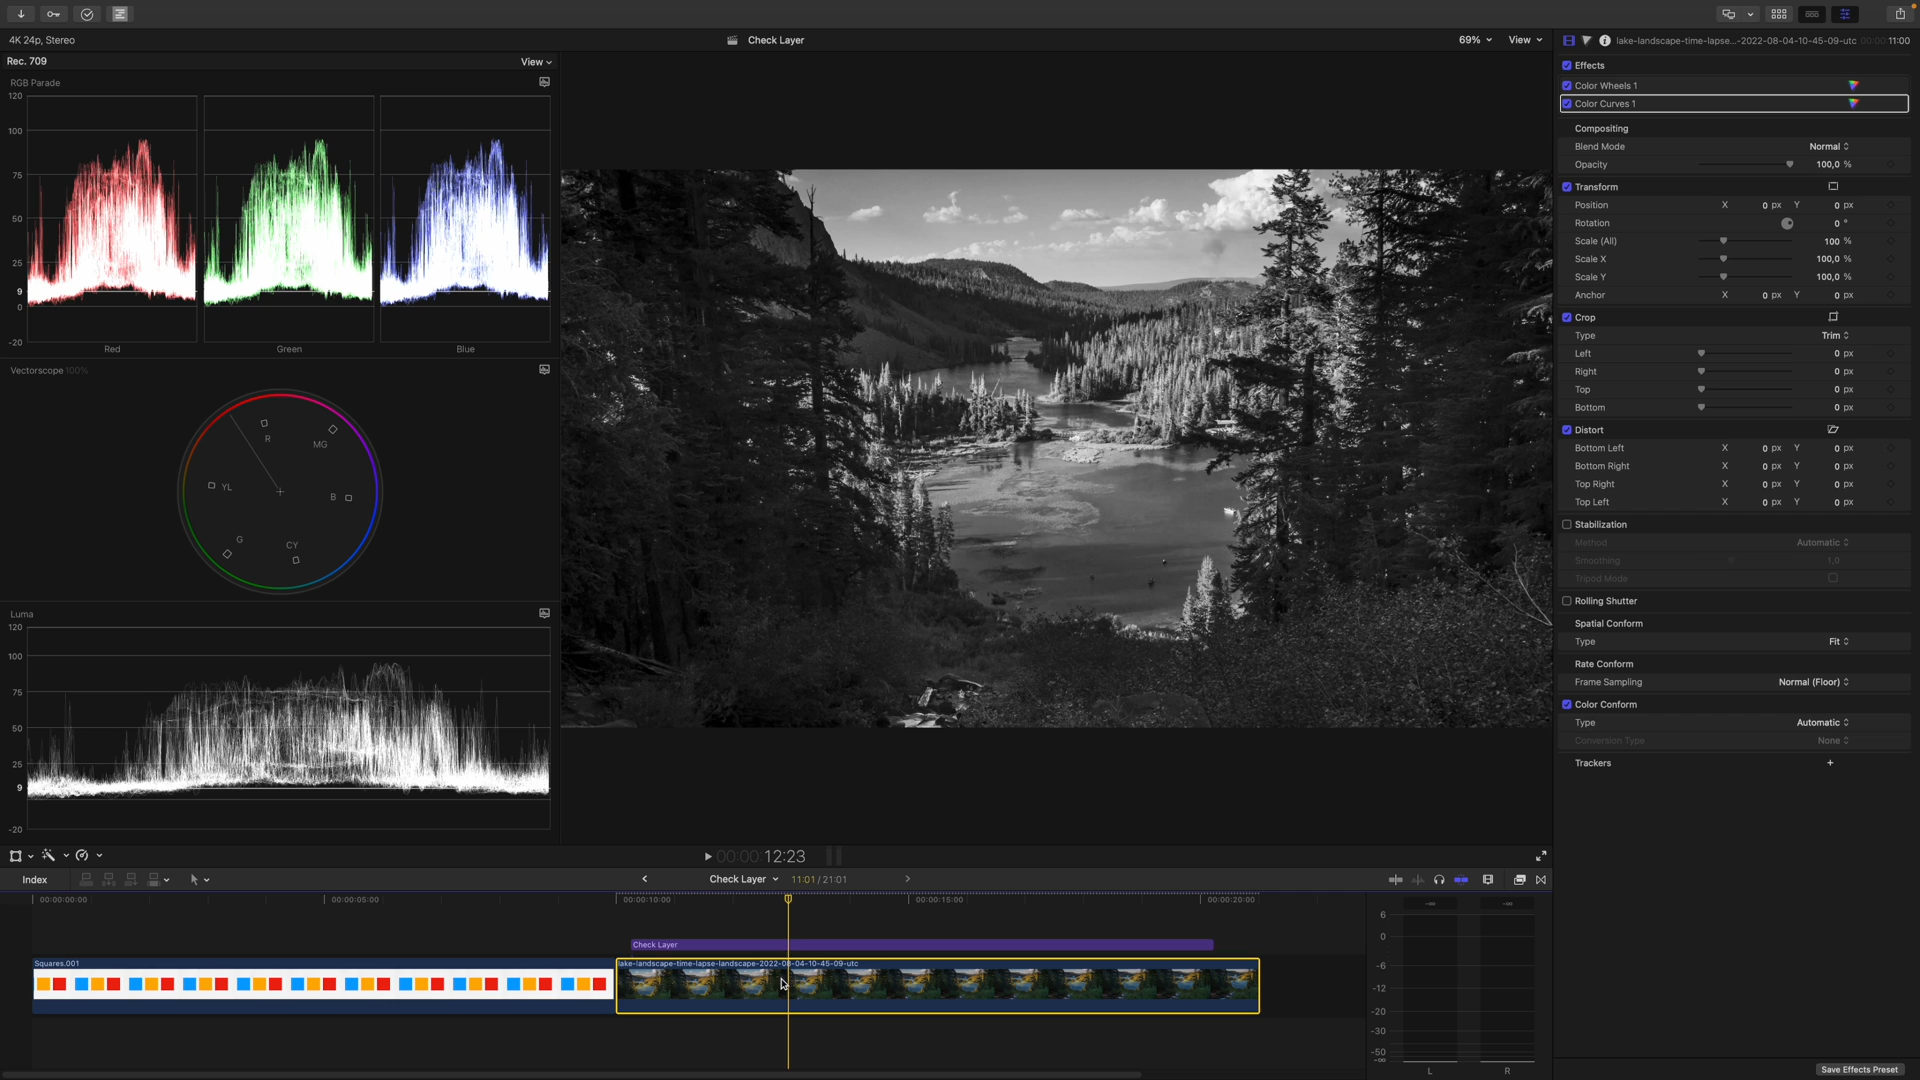 4K 24p, Stereo
Check Layer
69%
View
lake-landscape-time-lapse...-2022-08-04-10-45-09-utc
00:00:11:00
Rec. 709
View
RGB Parade
120
100
75
50
25
9
0
-20
Red
Green
Blue
Vectorscope 100%
R
MG
YL
B
G
CY
Luma
120
100
75
50
25
9
-20
Effects
Color Wheels 1
Color Curves 1
Compositing
Blend Mode Normal
Opacity 100,0 %
Transform
Position X 0 px Y 0 px
Rotation 0 °
Scale (All) 100 %
Scale X 100,0 %
Scale Y 100,0 %
Anchor X 0 px Y 0 px
Crop
Type Trim
Left 0 px
Right 0 px
Top 0 px
Bottom 0 px
Distort
Bottom Left X 0 px Y 0 px
Bottom Right X 0 px Y 0 px
Top Right X 0 px Y 0 px
Top Left X 0 px Y 0 px
Stabilization
Method Automatic
Smoothing 1,0
Tripod Mode
Rolling Shutter
Spatial Conform
Type Fit
Rate Conform
Frame Sampling Normal (Floor)
Color Conform
Type Automatic
Conversion Type None
Trackers +
Save Effects Preset
00:00:12:23
Index
Check Layer
11:01 / 21:01
00:00:00:00
00:00:05:00
00:00:10:00
00:00:15:00
00:00:20:00
Check Layer
Squares.001
lake-landscape-time-lapse-landscape-2022-08-04-10-45-09-utc
-∞ -∞
6
0
-6
-12
-20
-30
-50
-∞
L R